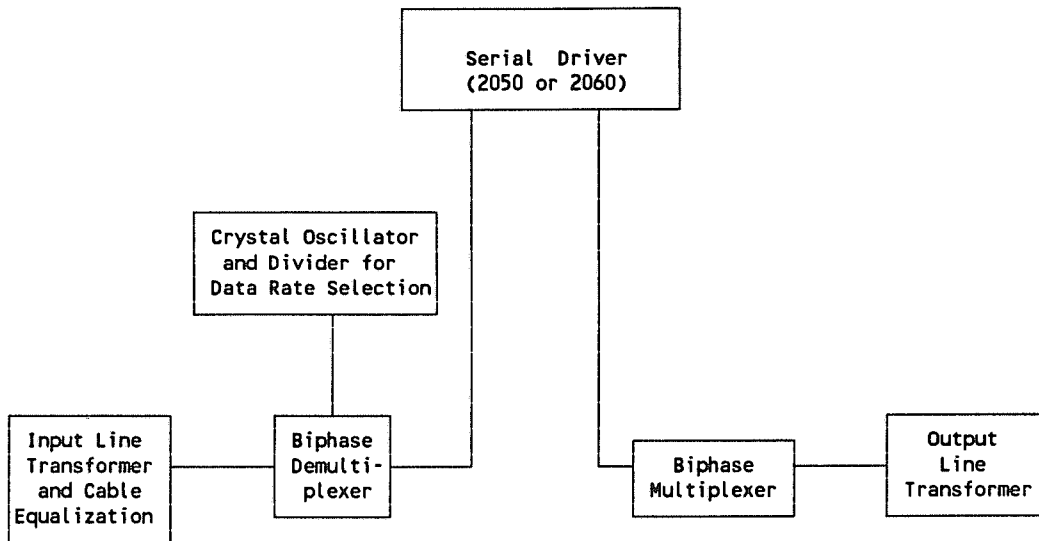 Serial Driver
(2050 or 2060)
Crystal Oscillator
and Divider for
Data Rate Selection
Input Line
Transformer
and Cable
Equalization
Biphase
Demulti-
plexer
Biphase
Multiplexer
Output
Line
Transformer